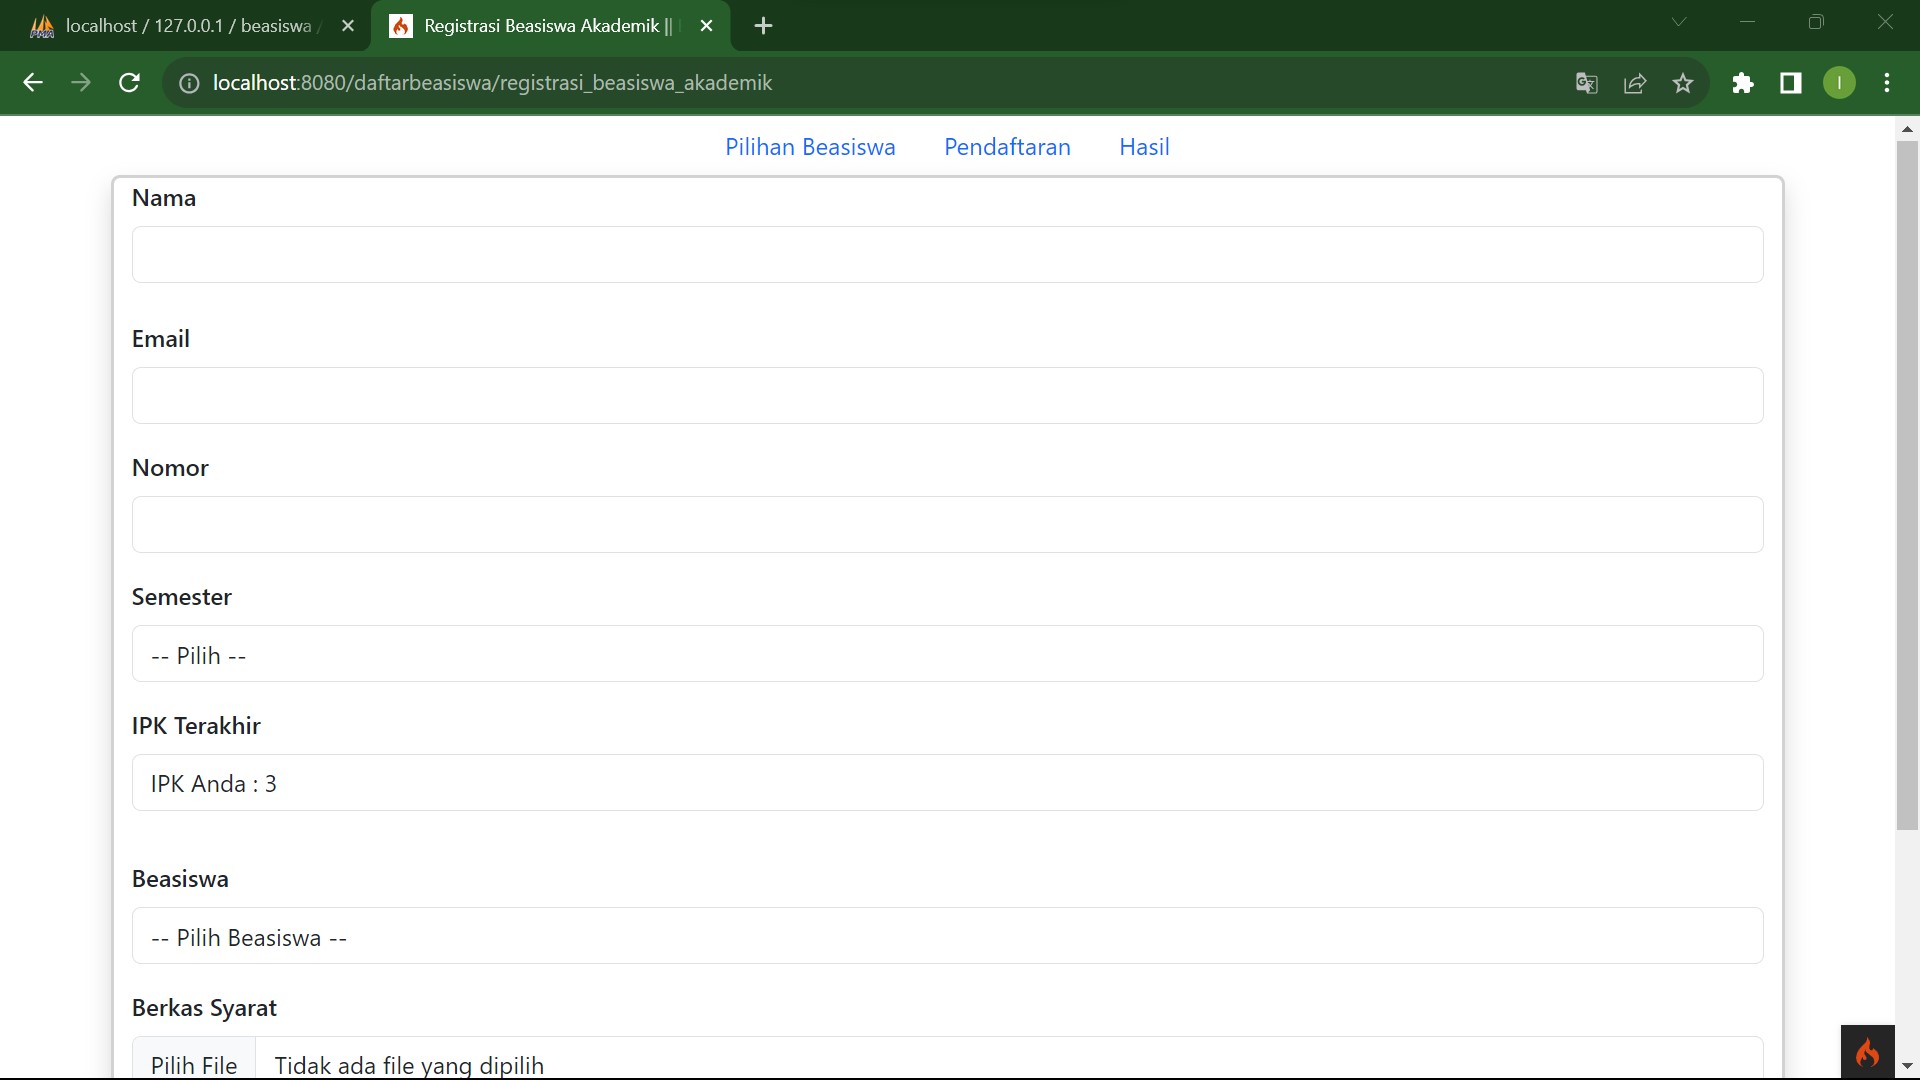 localhost / 127.0.0.1 / beasiswa /
Registrasi Beasiswa Akademik ||
localhost:8080/daftarbeasiswa/registrasi_beasiswa_akademik
I
Pilihan Beasiswa
Pendaftaran
Hasil
Nama
Email
Nomor
Semester
-- Pilih --
IPK Terakhir
IPK Anda : 3
Beasiswa
-- Pilih Beasiswa --
Berkas Syarat
Pilih File
Tidak ada file yang dipilih